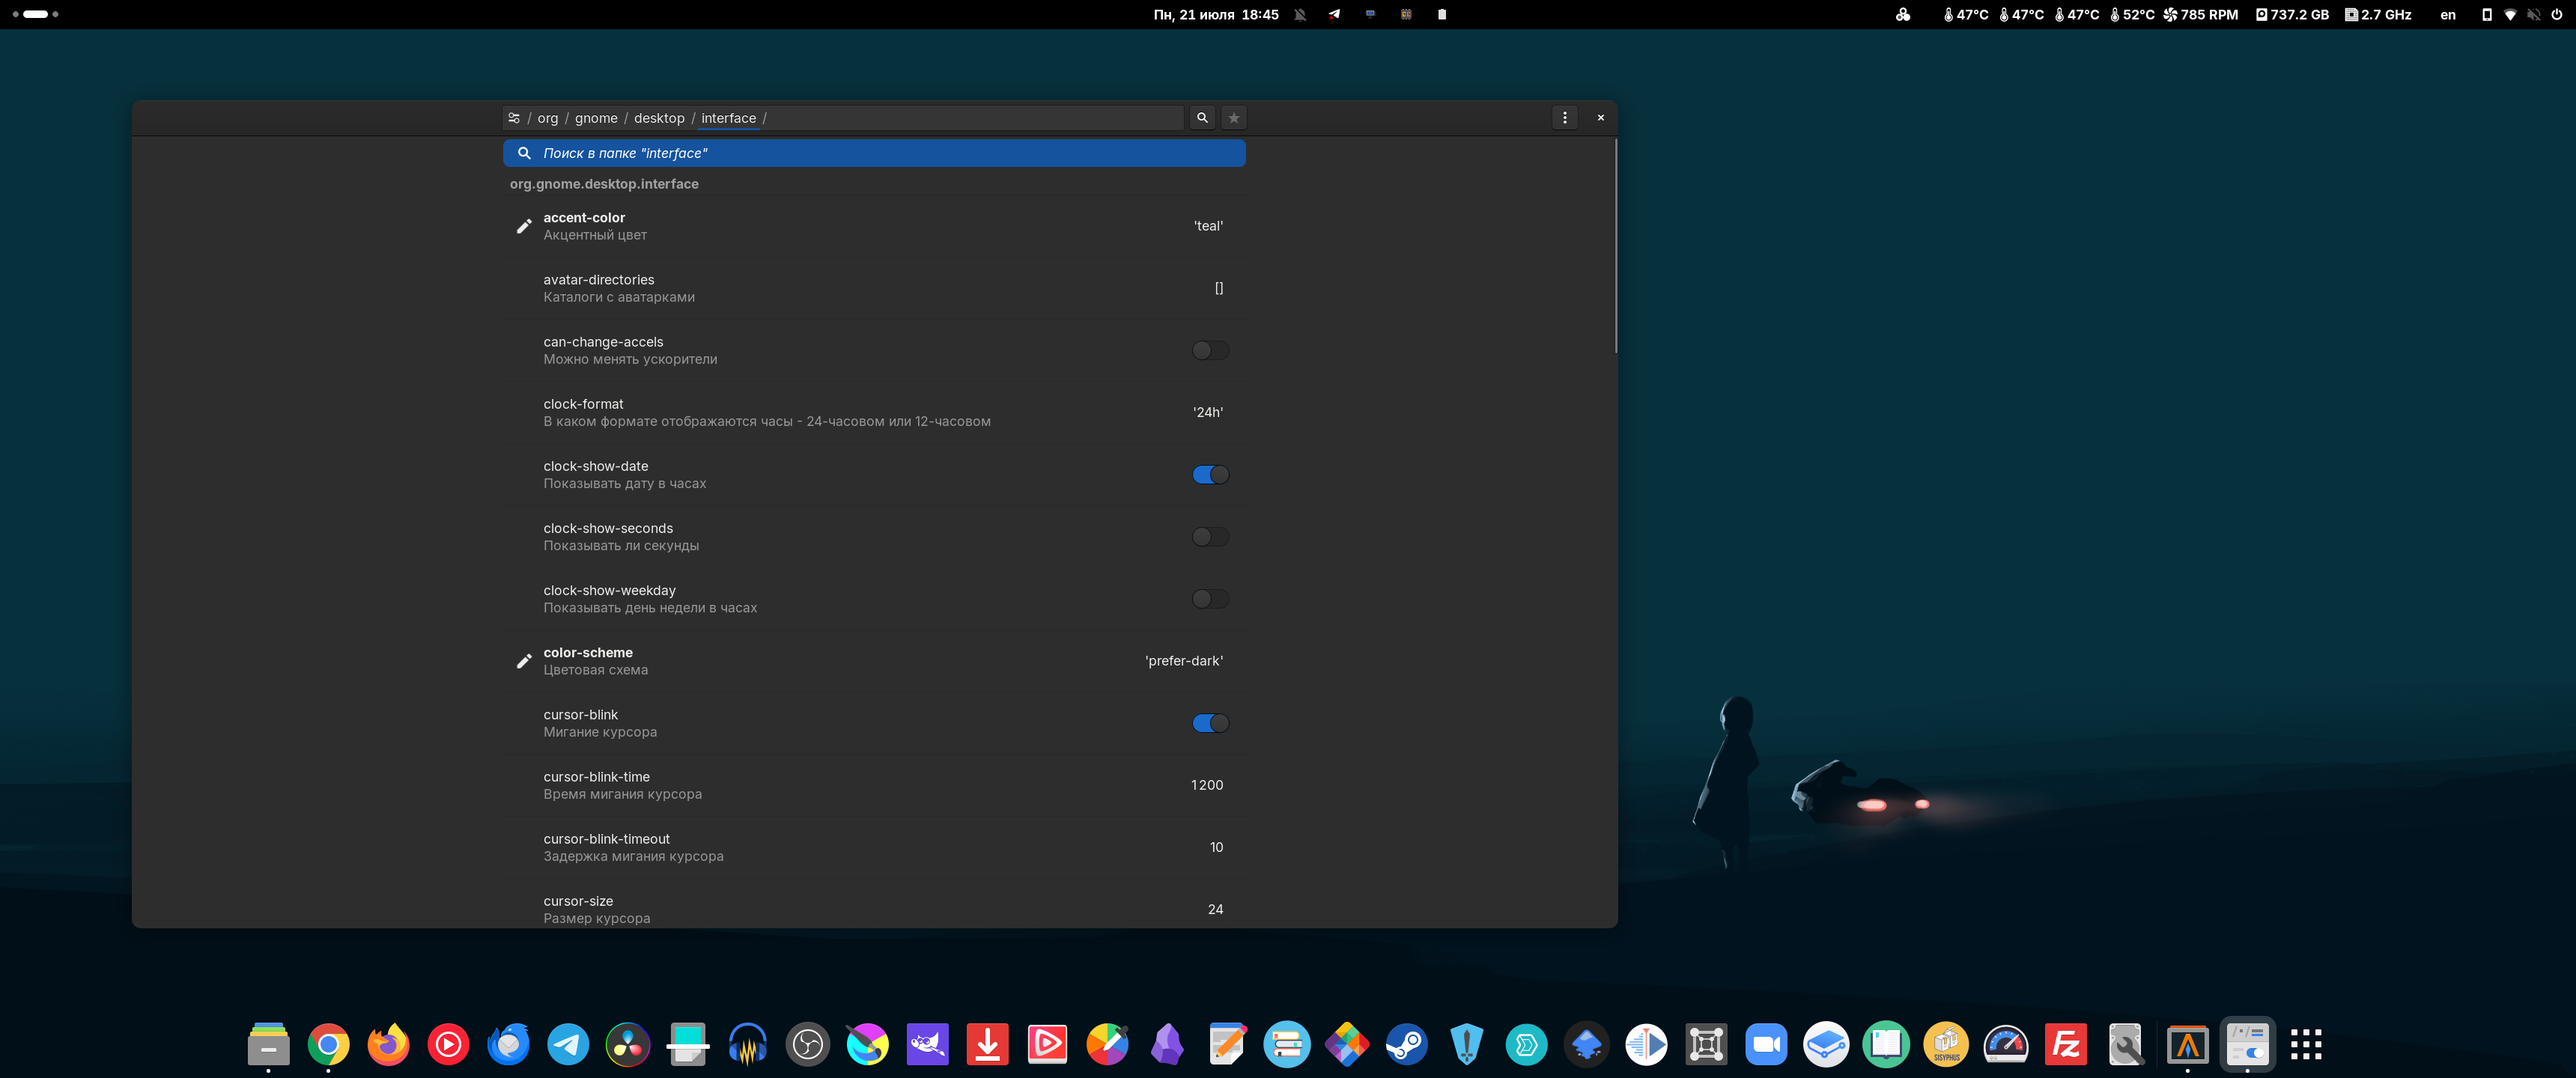 Пн, 21 июля 18:45
47°C 47°C 47°C 52°C 785 RPM 737.2 GB 2.7 GHz en
/ org / gnome / desktop / interface /
Поиск в папке "interface"
org.gnome.desktop.interface
accent-color
Акцентный цвет
'teal'
avatar-directories
Каталоги с аватарками
[]
can-change-accels
Можно менять ускорители
clock-format
В каком формате отображаются часы - 24-часовом или 12-часовом
'24h'
clock-show-date
Показывать дату в часах
clock-show-seconds
Показывать ли секунды
clock-show-weekday
Показывать день недели в часах
color-scheme
Цветовая схема
'prefer-dark'
cursor-blink
Мигание курсора
cursor-blink-time
Время мигания курсора
1200
cursor-blink-timeout
Задержка мигания курсора
10
cursor-size
Размер курсора
24
SISYPHUS
Fz